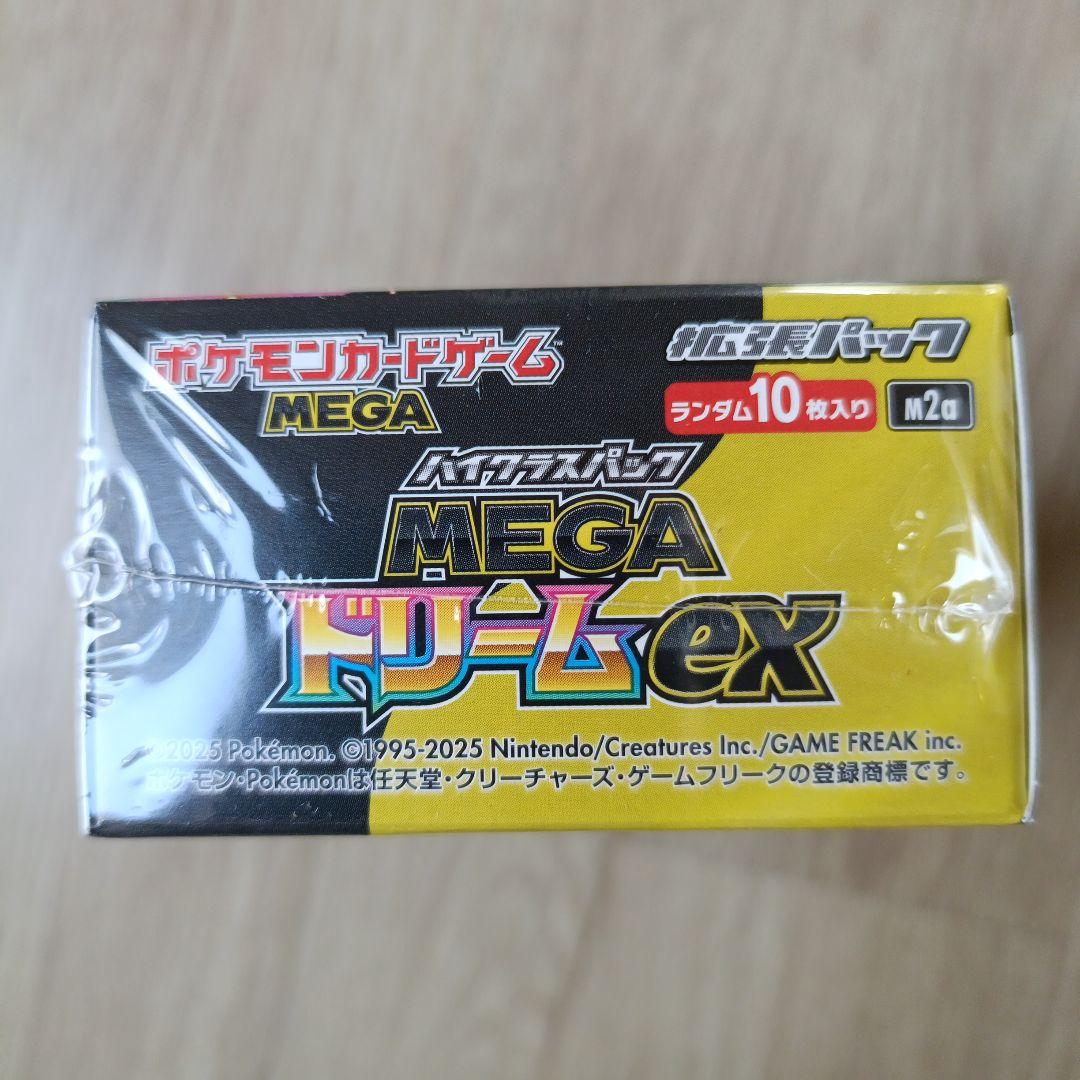 ポケモンカードゲーム™
MEGA
拡張パック
ランダム10枚入り
M2a
ハイクラスパック
MEGA
ドリームex
©2025 Pokémon. ©1995-2025 Nintendo/Creatures Inc./GAME FREAK inc.
ポケモン・Pokémonは任天堂・クリーチャーズ・ゲームフリークの登録商標です。